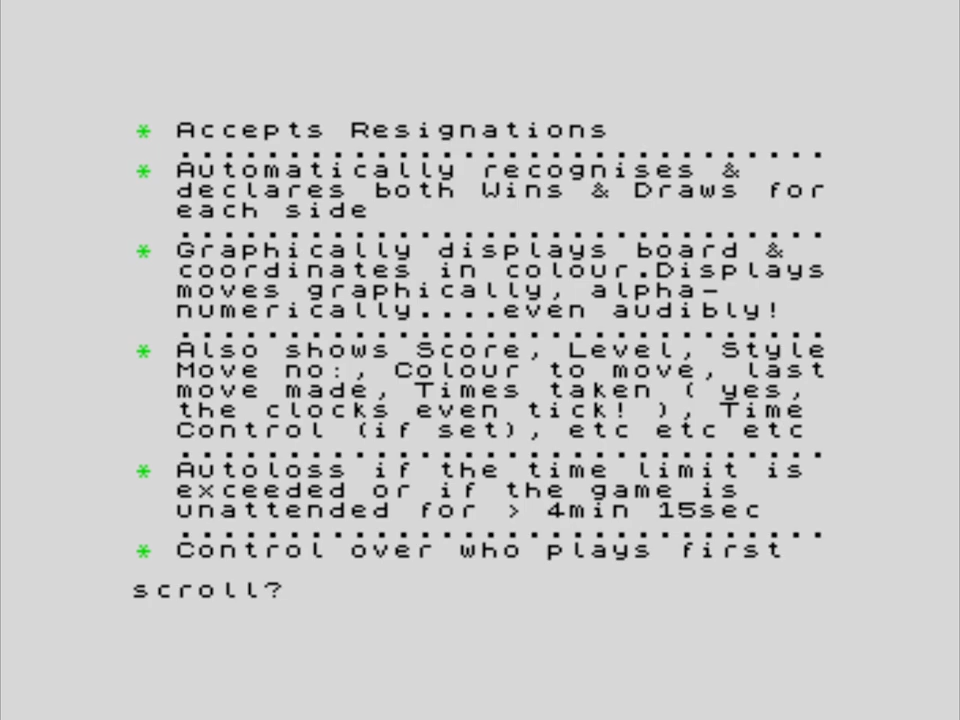 * Accepts Resignations
..............................
* Automatically recognises &
declares both Wins & Draws for
each side
..............................
* Graphically displays board &
coordinates in colour.Displays
moves graphically, alpha-
numerically....even audibly!
..............................
* Also shows Score, Level, Style
Move no:, Colour to move, last
move made, Times taken ( yes,
the clocks even tick! ), Time
Control (if set), etc etc etc
..............................
* Autoloss if the time limit is
exceeded or if the game is
unattended for > 4min 15sec
..............................
* Control over who plays first
scroll?